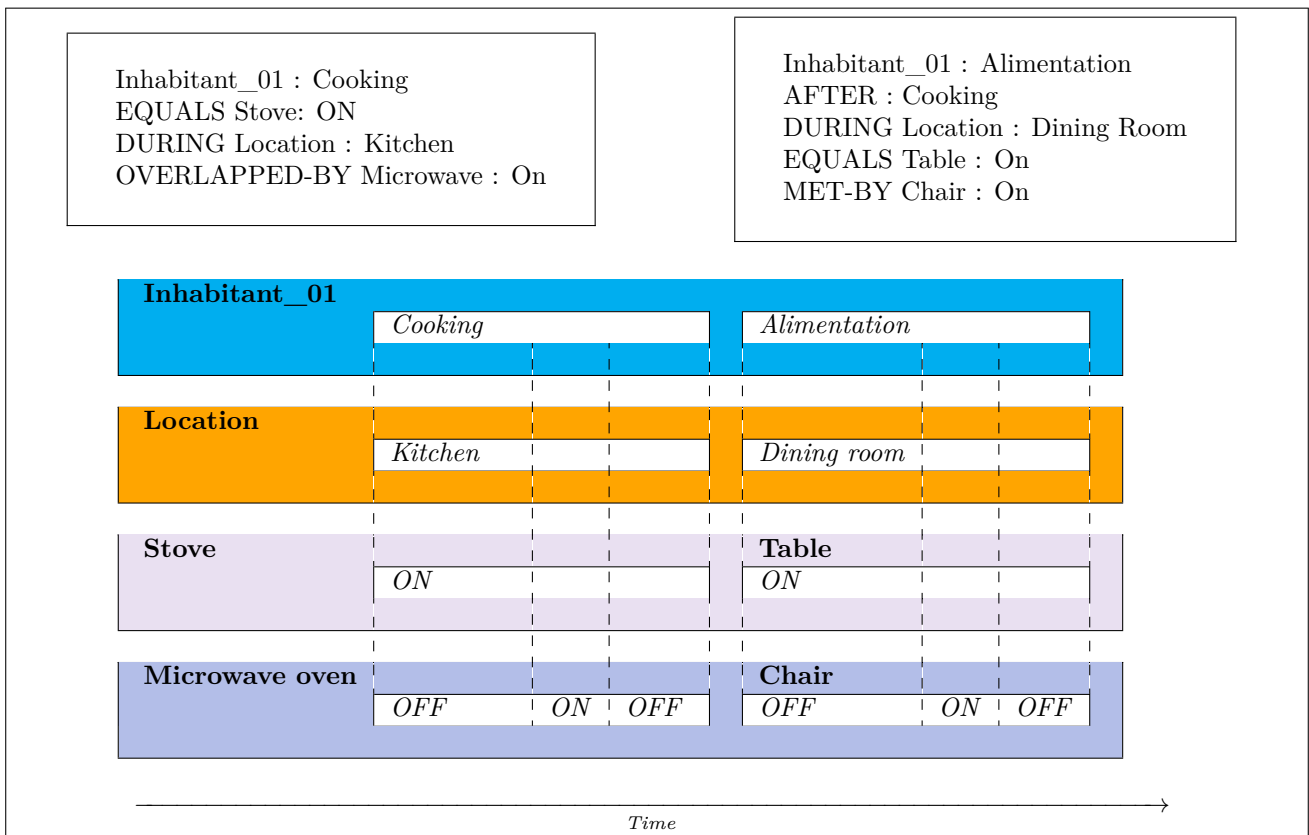 Inhabitant_01 : Cooking
EQUALS Stove: ON
DURING Location : Kitchen
OVERLAPPED-BY Microwave : On
Inhabitant_01 : Alimentation
AFTER : Cooking
DURING Location : Dining Room
EQUALS Table : On
MET-BY Chair : On
Inhabitant_01
Cooking Alimentation
Location
Kitchen Dining room
Stove Table
ON ON
Microwave oven Chair
OFF ON OFF OFF ON OFF
Time